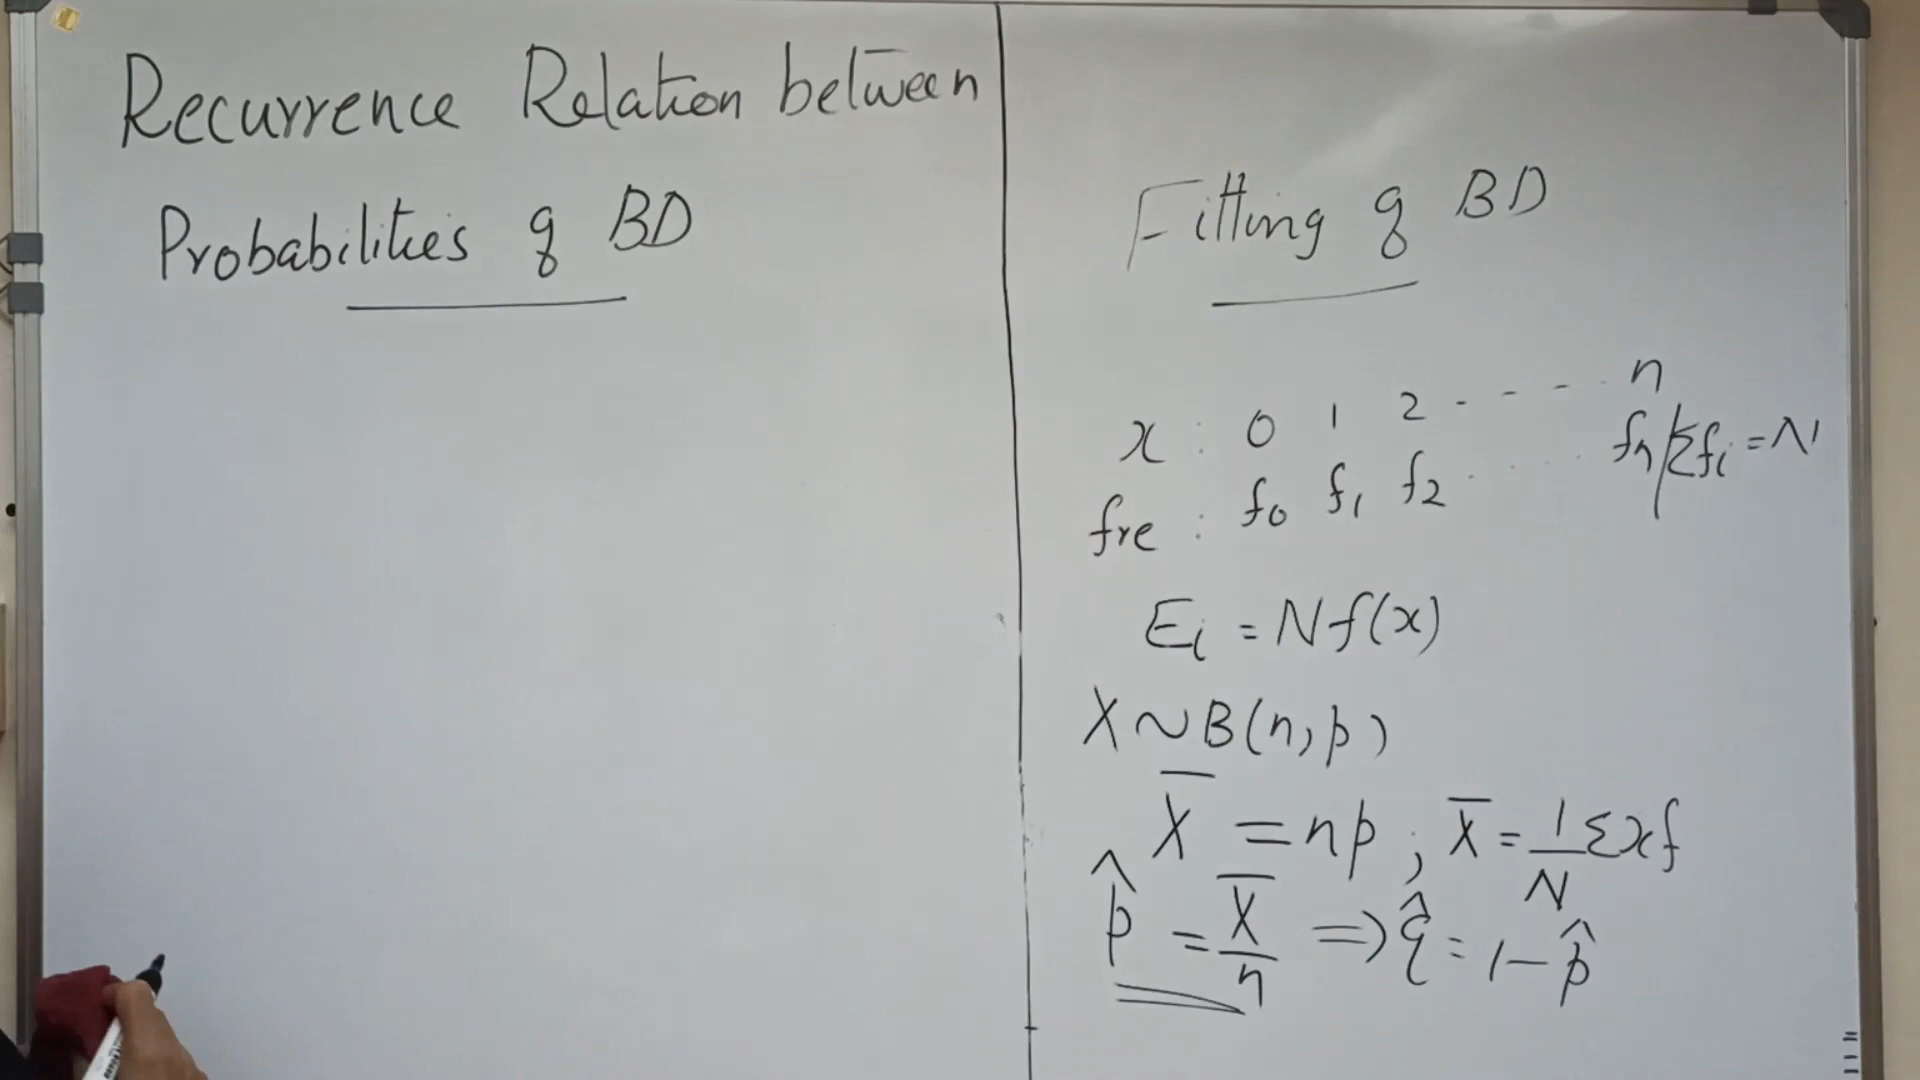 Recurrence Relation between
Probabilities of BD
Fitting of BD
x : 0 1 2 - - - - n
fre : f₀ f₁ f₂ . . . . fₙ / Σfᵢ = N
Eᵢ = N f(x)
X ~ B(n, p)
X̅ = np ; X̅ = 1/N Σxf
p̂ = X̅/n ⇒ q̂ = 1 - p̂